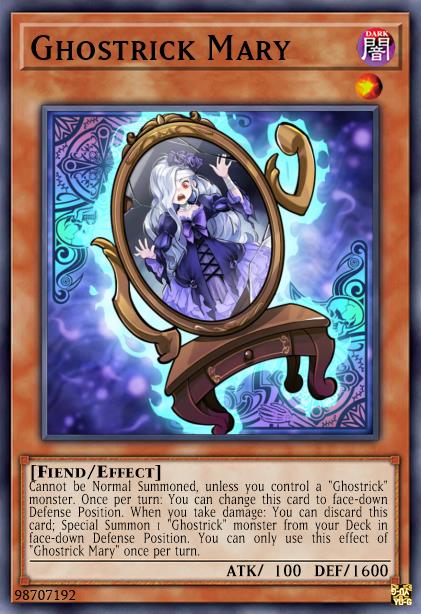 GHOSTRICK MARY
DARK
闇
[FIEND/EFFECT]
Cannot be Normal Summoned, unless you control a "Ghostrick"
monster. Once per turn: You can change this card to face-down
Defense Position. When you take damage: You can discard this
card; Special Summon 1 "Ghostrick" monster from your Deck in
face-down Defense Position. You can only use this effect of
"Ghostrick Mary" once per turn.
ATK/ 100 DEF/1600
98707192